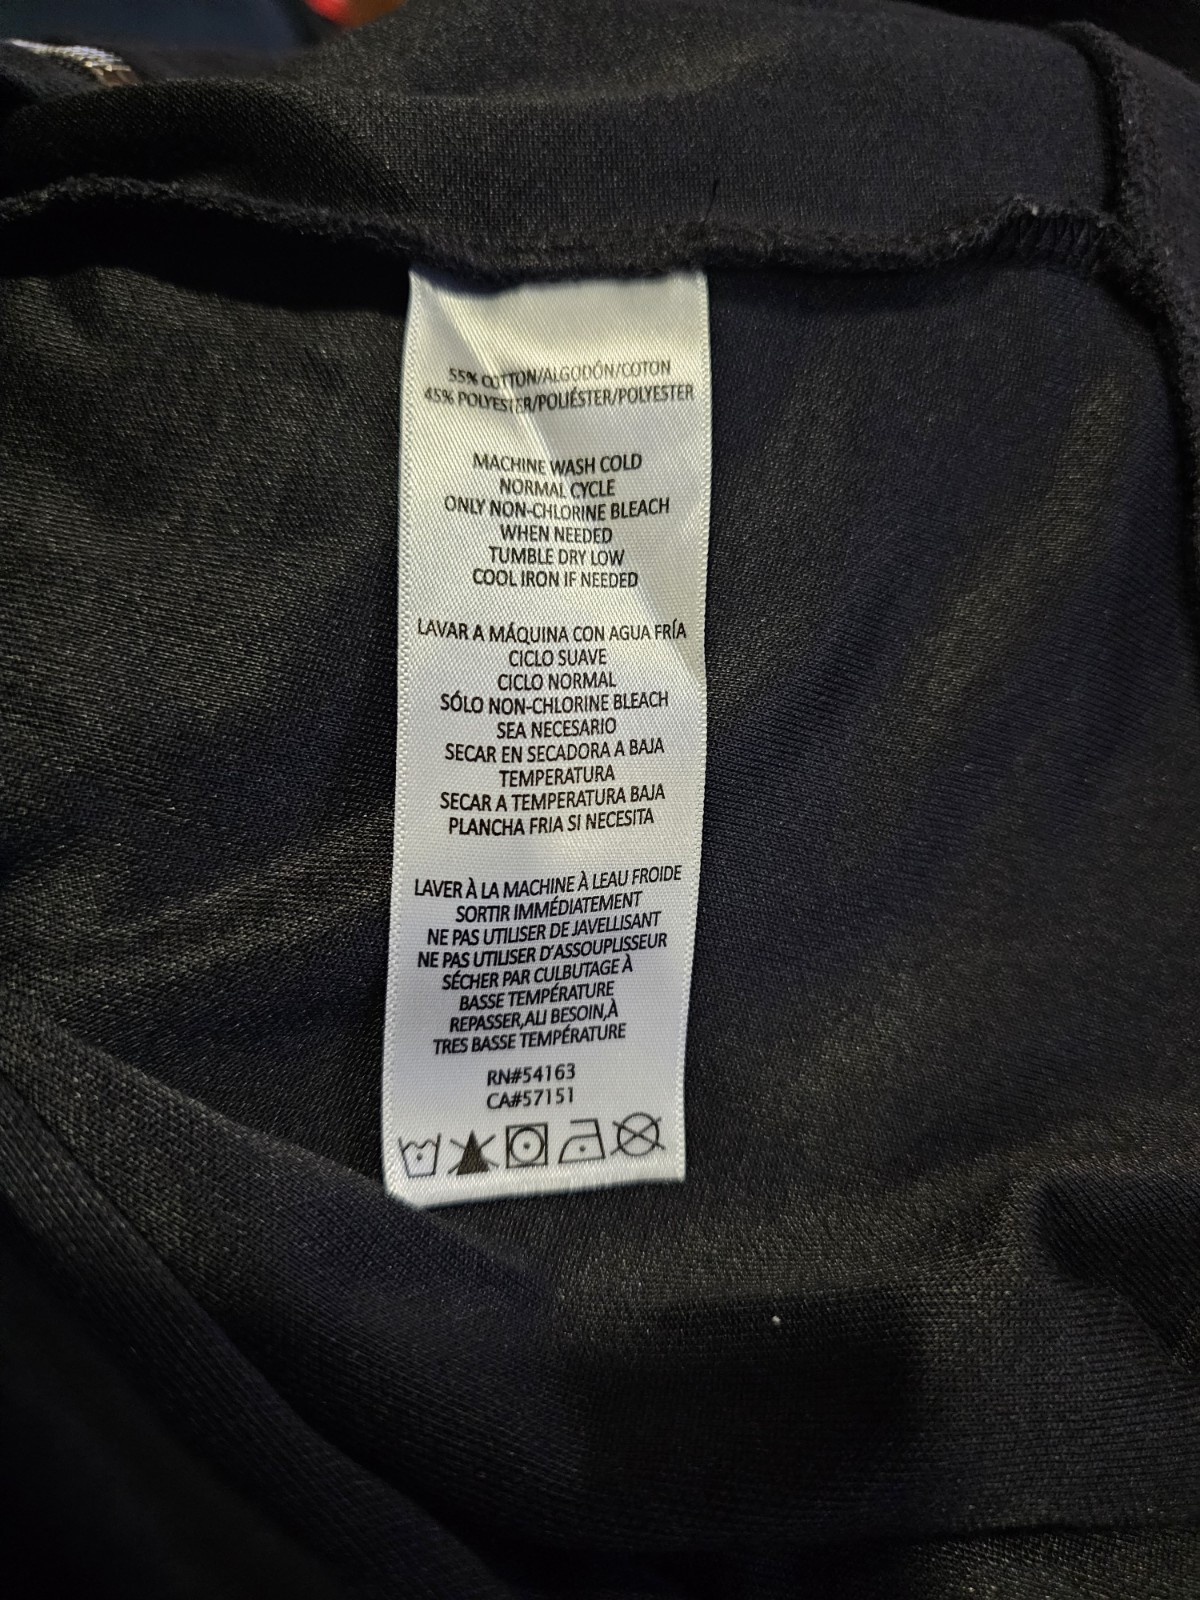 55% COTTON/ALGODÓN/COTON
45% POLYESTER/POLIÉSTER/POLYESTER
MACHINE WASH COLD
NORMAL CYCLE
ONLY NON-CHLORINE BLEACH
WHEN NEEDED
TUMBLE DRY LOW
COOL IRON IF NEEDED
LAVAR A MÁQUINA CON AGUA FRÍA
CICLO SUAVE
CICLO NORMAL
SÓLO NON-CHLORINE BLEACH
SEA NECESARIO
SECAR EN SECADORA A BAJA
TEMPERATURA
SECAR A TEMPERATURA BAJA
PLANCHA FRIA SI NECESITA
LAVER À LA MACHINE À LEAU FROIDE
SORTIR IMMÉDIATEMENT
NE PAS UTILISER DE JAVELLISANT
NE PAS UTILISER D'ASSOUPLISSEUR
SÉCHER PAR CULBUTAGE À
BASSE TEMPÉRATURE
REPASSER,ALI BESOIN,À
TRES BASSE TEMPÉRATURE
RN#54163
CA#57151